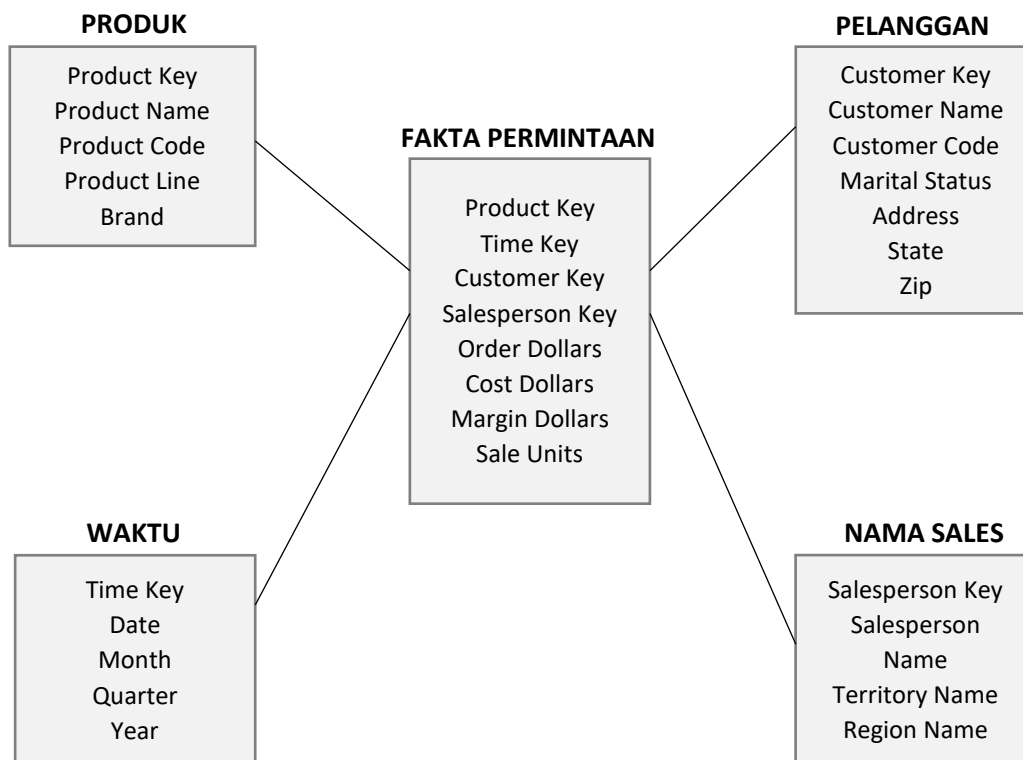 PRODUK
Product Key
Product Name
Product Code
Product Line
Brand
PELANGGAN
Customer Key
Customer Name
Customer Code
Marital Status
Address
State
Zip
FAKTA PERMINTAAN
Product Key
Time Key
Customer Key
Salesperson Key
Order Dollars
Cost Dollars
Margin Dollars
Sale Units
WAKTU
Time Key
Date
Month
Quarter
Year
NAMA SALES
Salesperson Key
Salesperson
Name
Territory Name
Region Name